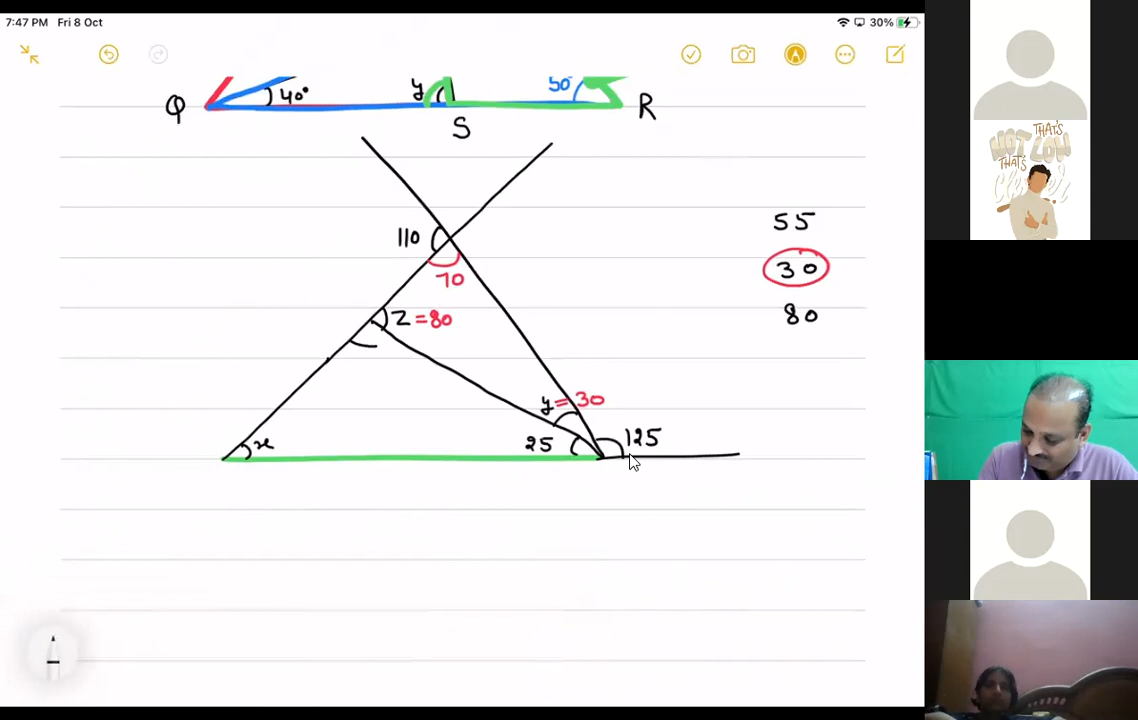 7:47 PM Fri 8 Oct
30%
Q
40°
y
S
50°
R
110
70
55
30
80
z = 80
y = 30
x
25
125
THAT'S
NOT LOW
THAT'S